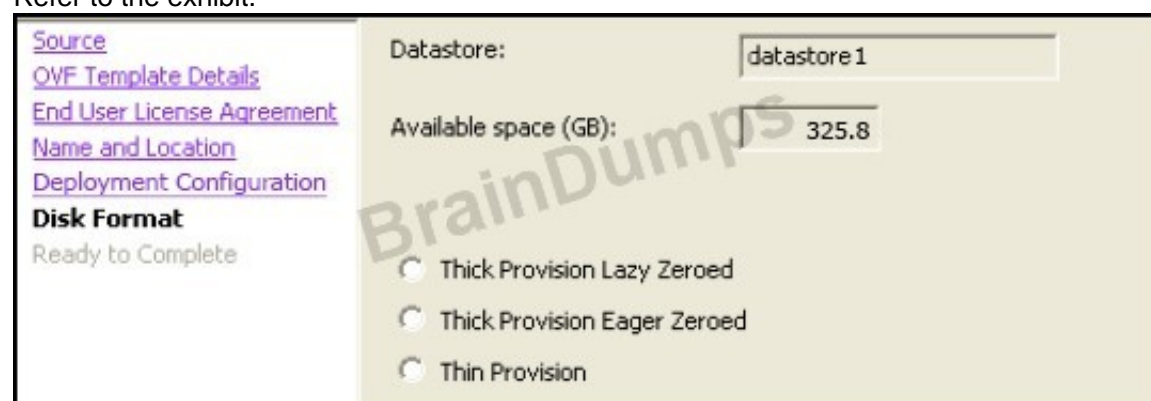 Refer to the exhibit.
Source
OVF Template Details
End User License Agreement
Name and Location
Deployment Configuration
Disk Format
Ready to Complete
Datastore: datastore1
Available space (GB): 325.8
BrainDumps
Thick Provision Lazy Zeroed
Thick Provision Eager Zeroed
Thin Provision